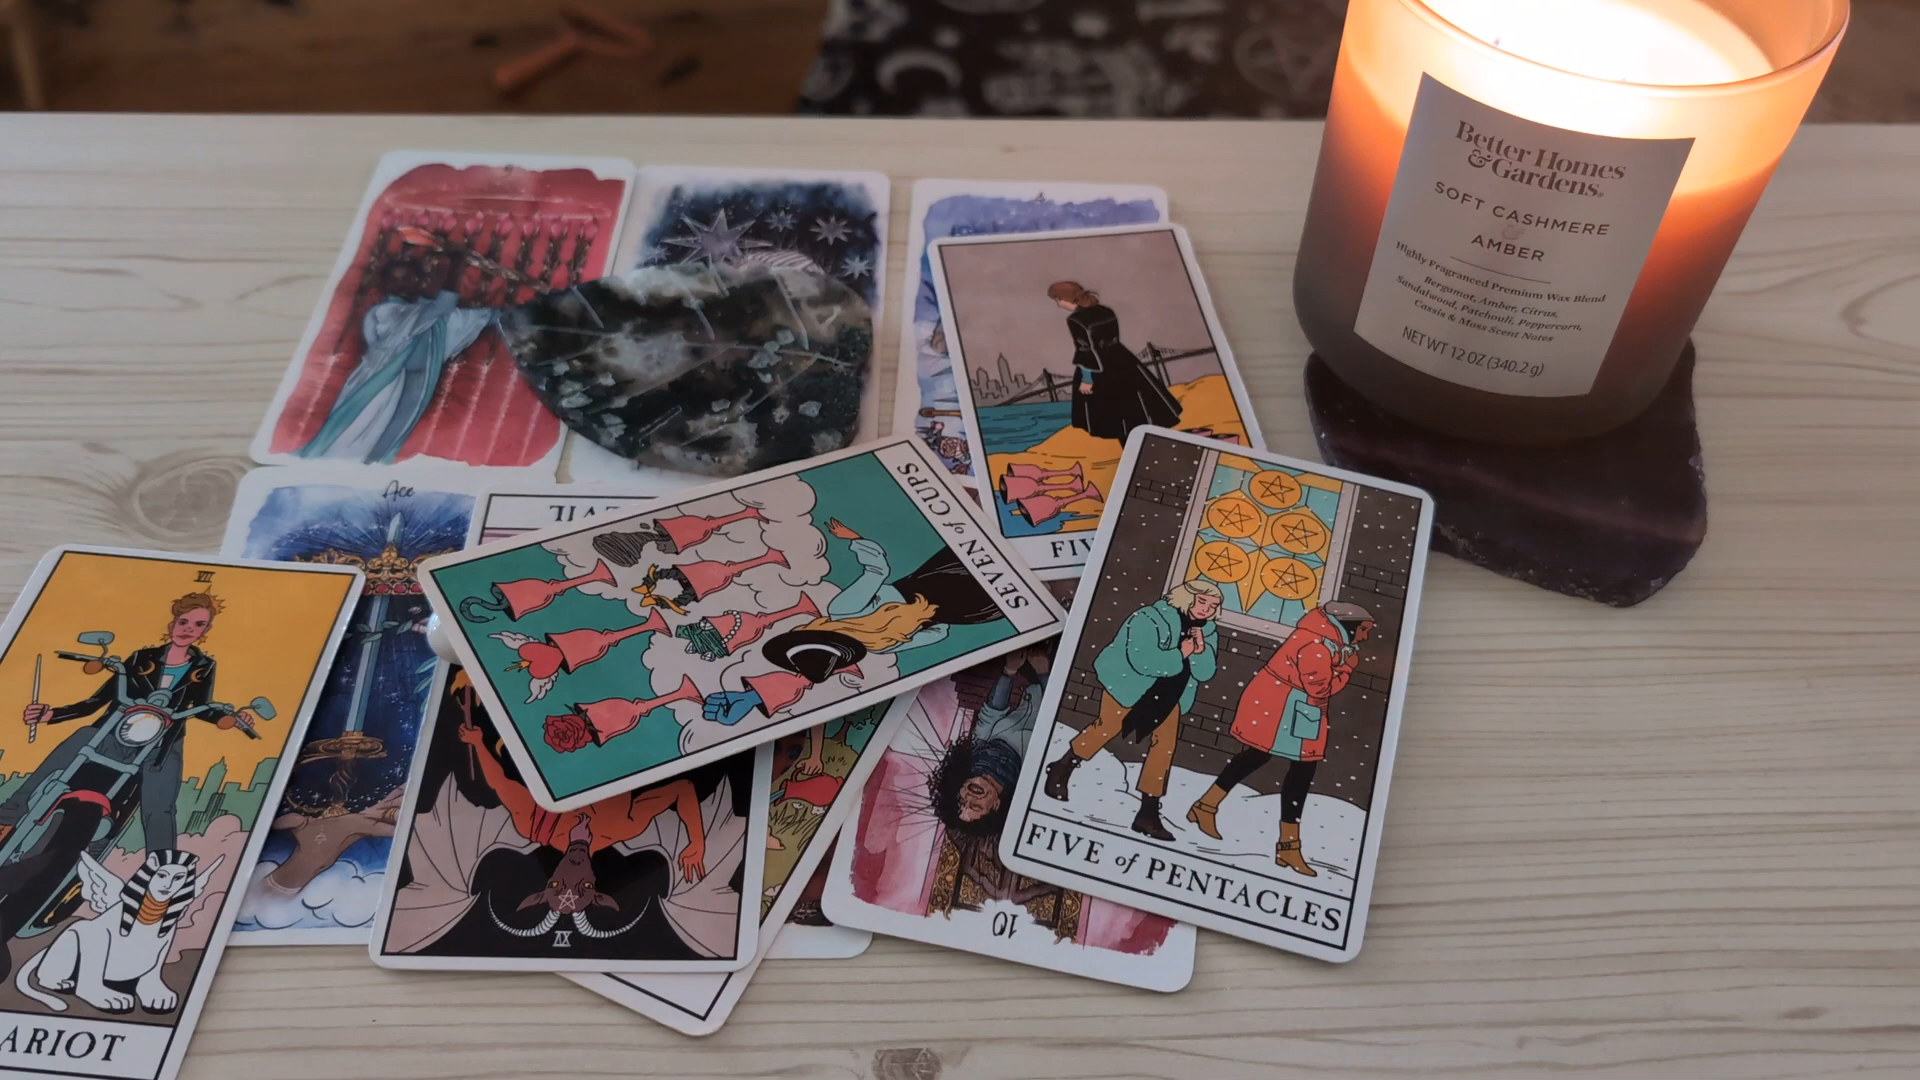 Better Homes
& Gardens®
SOFT CASHMERE
&
AMBER
Highly Fragranced Premium Wax Blend
Bergamot, Amber, Citrus,
Sandalwood, Patchouli, Peppercorn,
Cassis & Moss Scent Notes
NET WT 12 OZ (340.2 g)
Ace
EVIL
SEVEN of CUPS
FIV
VII
XV
10
FIVE of PENTACLES
ARIOT